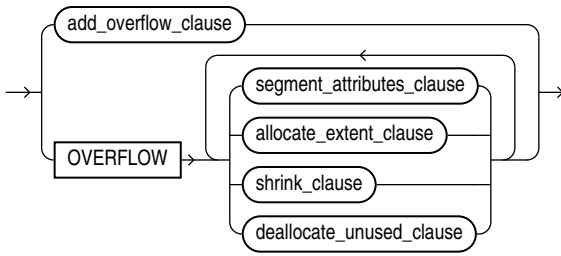 add_overflow_clause
segment_attributes_clause
allocate_extent_clause
OVERFLOW
shrink_clause
deallocate_unused_clause